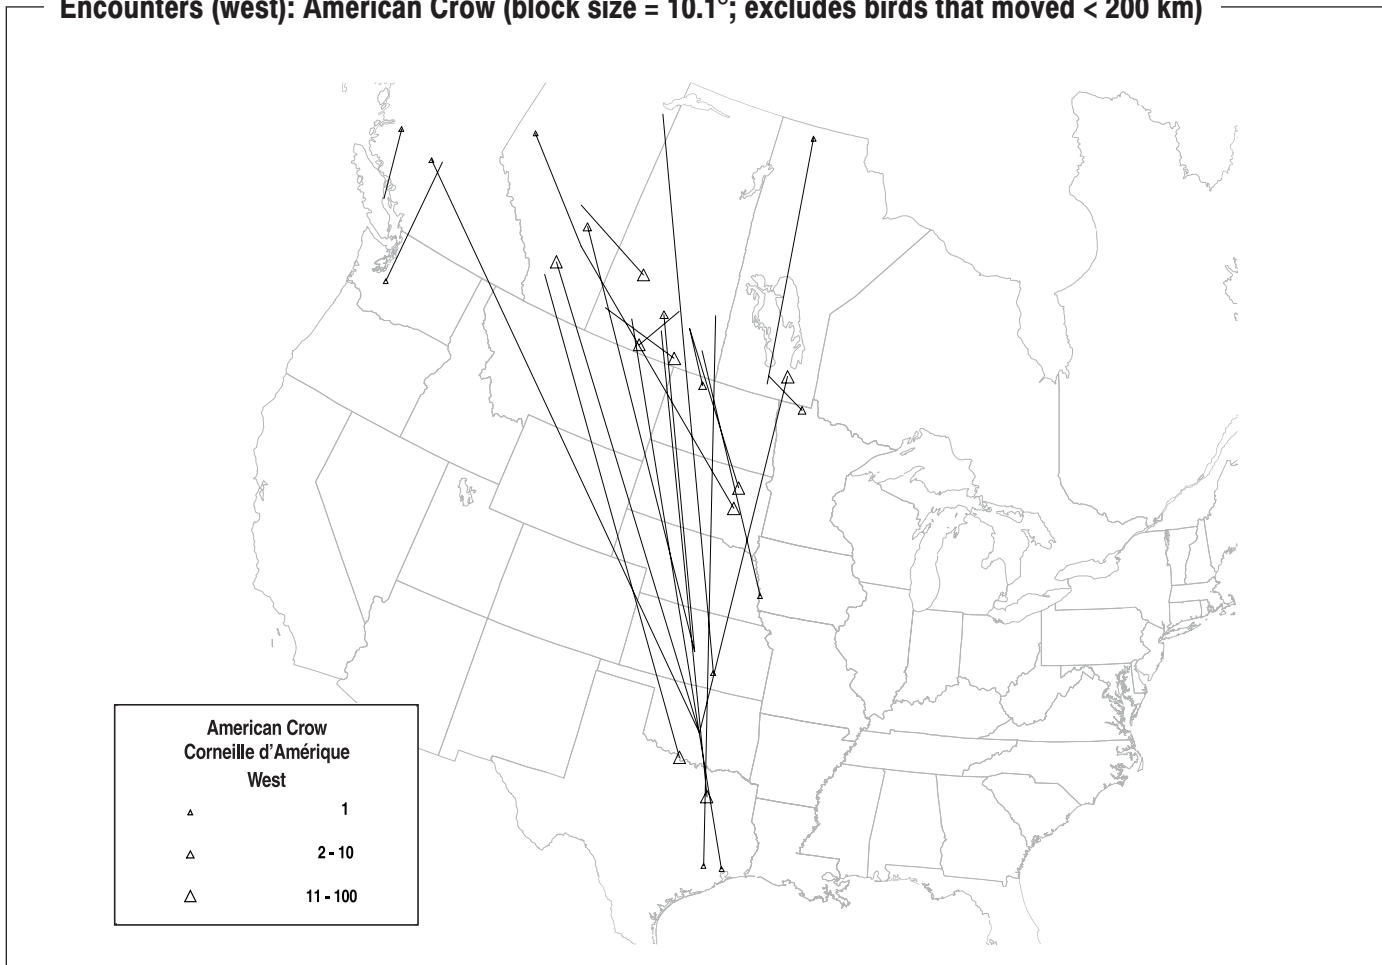 Encounters (west): American Crow (block size = 10.1°; excludes birds that moved < 200 km)
American Crow
Corneille d'Amérique
West
1
2 - 10
11 - 100